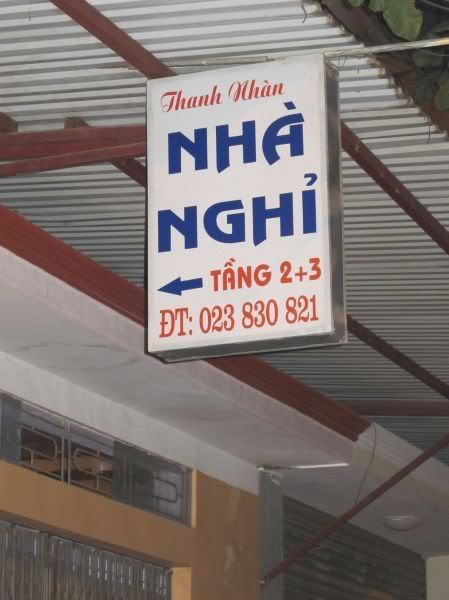 Thanh Nhàn
NHÀ
NGHỈ
TẦNG 2+3
ĐT: 023 830 821